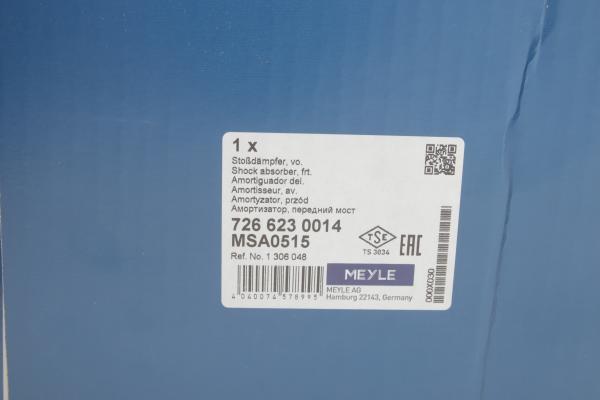 1 x
Stoßdämpfer, vo.
Shock absorber, frt.
Amortiguador del.
Amortisseur, av.
Amortyzator, przód
Амортизатор, передний мост
726 623 0014
MSA0515
Ref. No. 1 306 048
TSE
TS 3034
EAC
000X030
MEYLE
MEYLE AG
Hamburg 22143, Germany
4 040074 578995